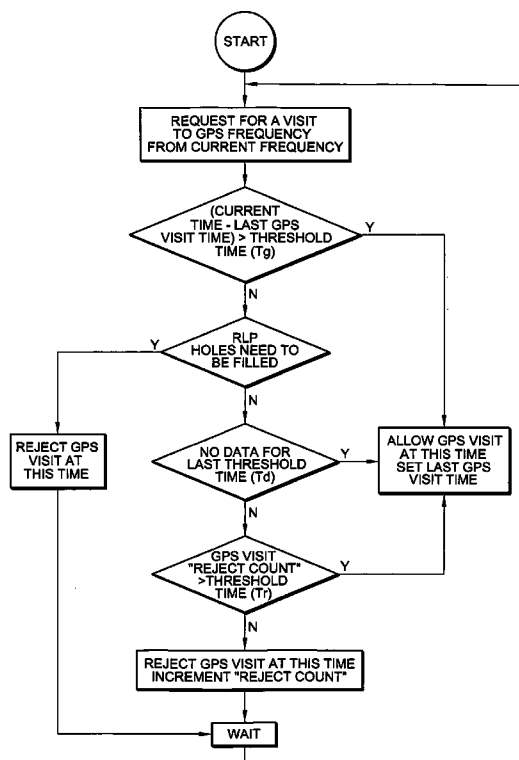 START
REQUEST FOR A VISIT
TO GPS FREQUENCY
FROM CURRENT FREQUENCY
(CURRENT
TIME - LAST GPS
VISIT TIME) > THRESHOLD
TIME (Tg)
Y
N
RLP
HOLES NEED TO
BE FILLED
Y
N
REJECT GPS
VISIT AT
THIS TIME
NO DATA FOR
LAST THRESHOLD
TIME (Td)
Y
N
ALLOW GPS VISIT
AT THIS TIME
SET LAST GPS
VISIT TIME
GPS VISIT
"REJECT COUNT"
>THRESHOLD
TIME (Tr)
Y
N
REJECT GPS VISIT AT THIS TIME
INCREMENT "REJECT COUNT"
WAIT